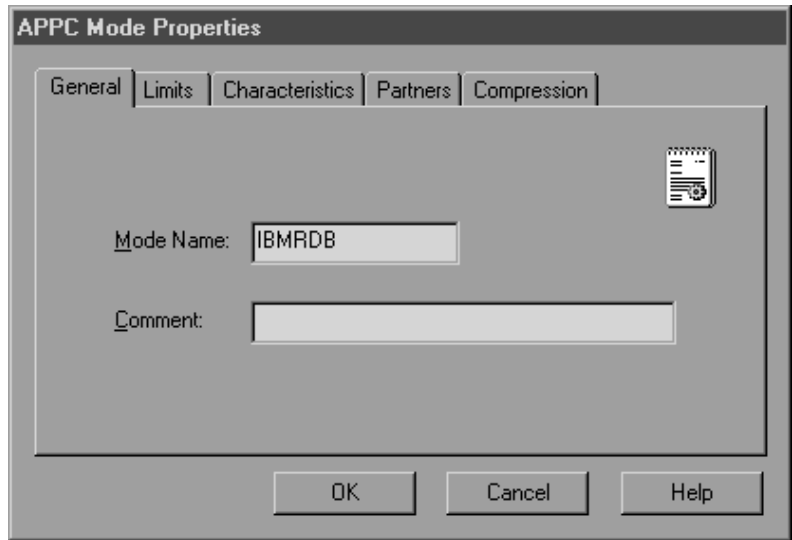 APPC Mode Properties
General Limits Characteristics Partners Compression
Mode Name: IBMRDB
Comment:
OK Cancel Help